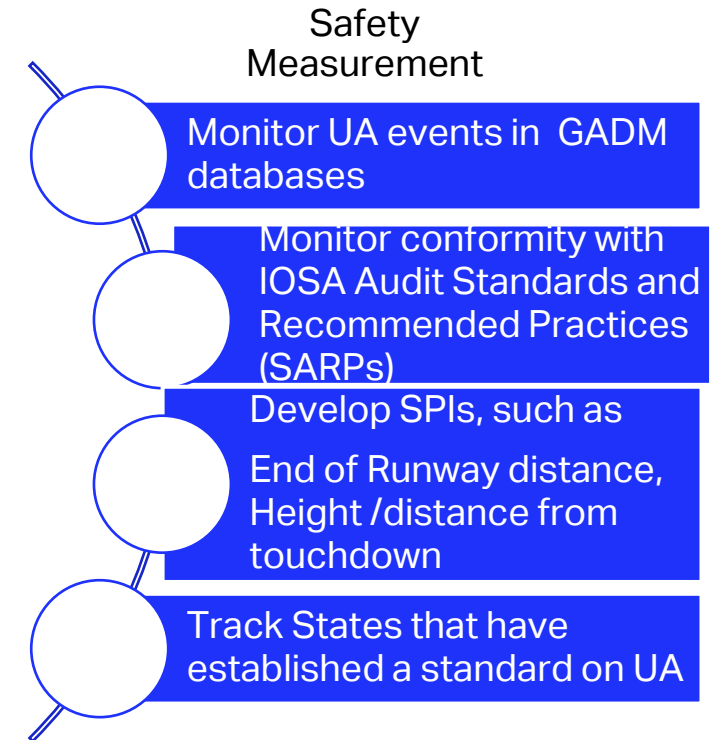 Safety
Measurement
Monitor UA events in GADM
databases
Monitor conformity with
IOSA Audit Standards and
Recommended Practices
(SARPs)
Develop SPIs, such as
End of Runway distance,
Height /distance from
touchdown
Track States that have
established a standard on UA